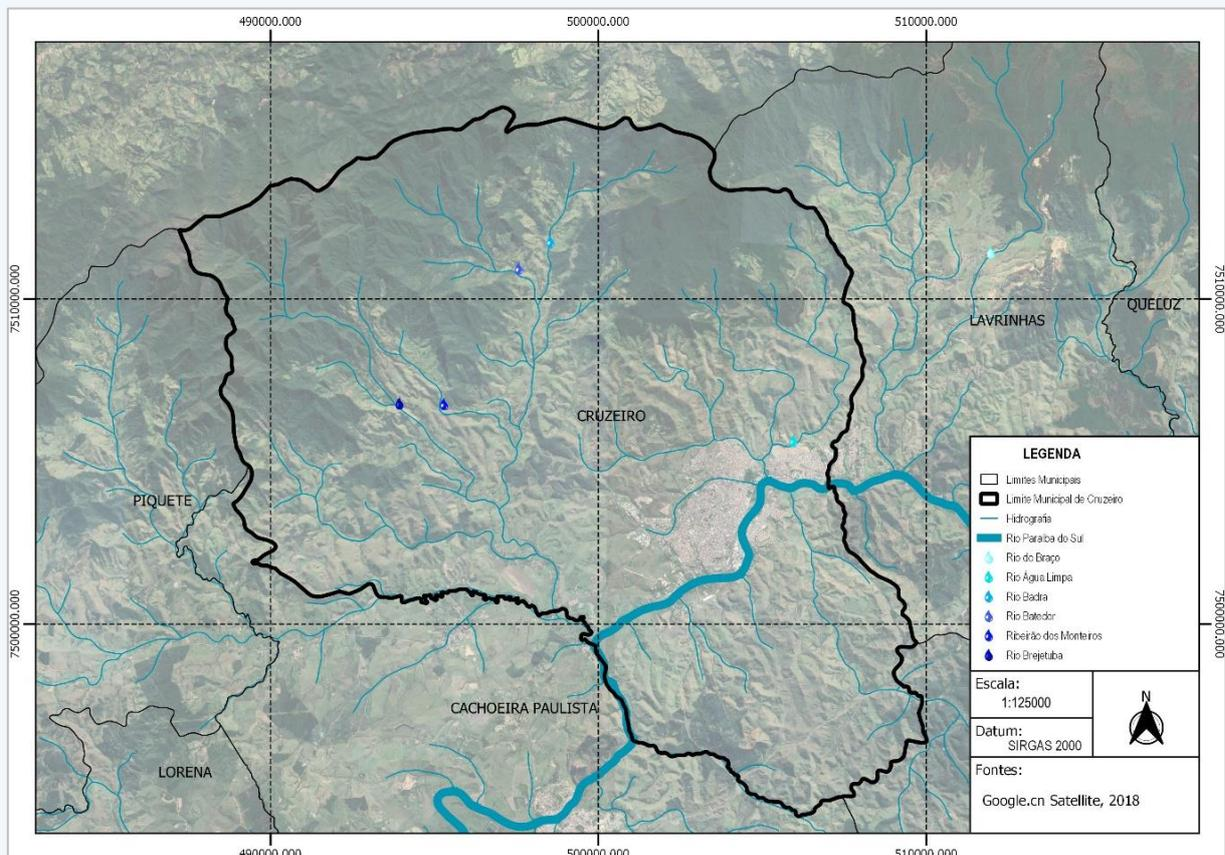 490000.000
500000.000
510000.000
7510000.000
7510000.000
QUELUZ
LAVRINHAS
CRUZEIRO
PIQUETE
LEGENDA
Limites Municipais
Limite Municipal de Cruzeiro
Hidrografia
Rio Paraíba do Sul
Rio do Braço
Rio Água Limpa
Rio Badra
Rio Batedor
Ribeirão dos Monteiros
Rio Brejetuba
7500000.000
7500000.000
Escala:
1:125000
N
CACHOEIRA PAULISTA
Datum:
SIRGAS 2000
LORENA
Fontes:
Google.cn Satellite, 2018
490000.000
500000.000
510000.000